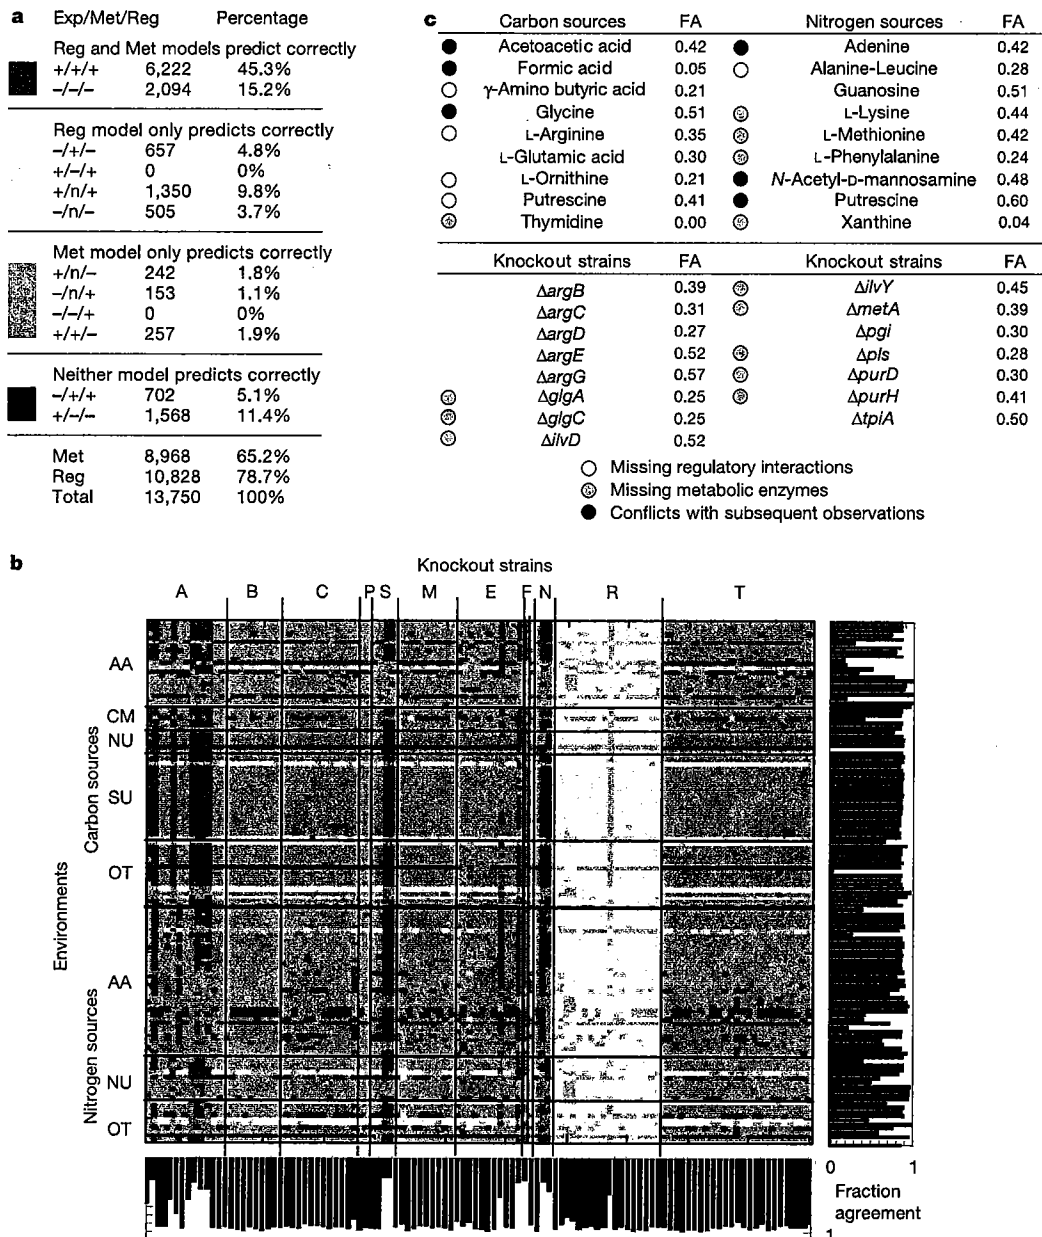 a Exp/Met/Reg Percentage
Reg and Met models predict correctly
+/+/+ 6,222 45.3%
–/–/– 2,094 15.2%
Reg model only predicts correctly
–/+/– 657 4.8%
+/–/+ 0 0%
+/n/+ 1,350 9.8%
–/n/– 505 3.7%
Met model only predicts correctly
+/n/– 242 1.8%
–/n/+ 153 1.1%
–/–/+ 0 0%
+/+/– 257 1.9%
Neither model predicts correctly
–/+/+ 702 5.1%
+/–/– 1,568 11.4%
Met 8,968 65.2%
Reg 10,828 78.7%
Total 13,750 100%
c Carbon sources FA Nitrogen sources FA
Acetoacetic acid 0.42 Adenine 0.42
Formic acid 0.05 Alanine-Leucine 0.28
γ-Amino butyric acid 0.21 Guanosine 0.51
Glycine 0.51 L-Lysine 0.44
L-Arginine 0.35 L-Methionine 0.42
L-Glutamic acid 0.30 L-Phenylalanine 0.24
L-Ornithine 0.21 N-Acetyl-D-mannosamine 0.48
Putrescine 0.41 Putrescine 0.60
Thymidine 0.00 Xanthine 0.04
Knockout strains FA Knockout strains FA
ΔargB 0.39 ΔilvY 0.45
ΔargC 0.31 ΔmetA 0.39
ΔargD 0.27 Δpgi 0.30
ΔargE 0.52 Δpls 0.28
ΔargG 0.57 ΔpurD 0.30
ΔglgA 0.25 ΔpurH 0.41
ΔglgC 0.25 ΔtpiA 0.50
ΔilvD 0.52
Missing regulatory interactions
Missing metabolic enzymes
Conflicts with subsequent observations
b Knockout strains
A B C P S M E F N R T
Environments
Carbon sources
AA
CM
NU
SU
OT
Nitrogen sources
AA
NU
OT
0 1
Fraction
agreement
1